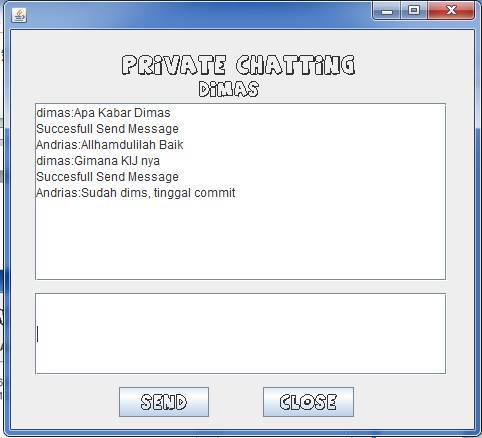 PRIVATE CHATTING
DIMAS
dimas:Apa Kabar Dimas
Succesfull Send Message
Andrias:Allhamdulilah Baik
dimas:Gimana KIJ nya
Succesfull Send Message
Andrias:Sudah dims, tinggal commit
SEND
CLOSE